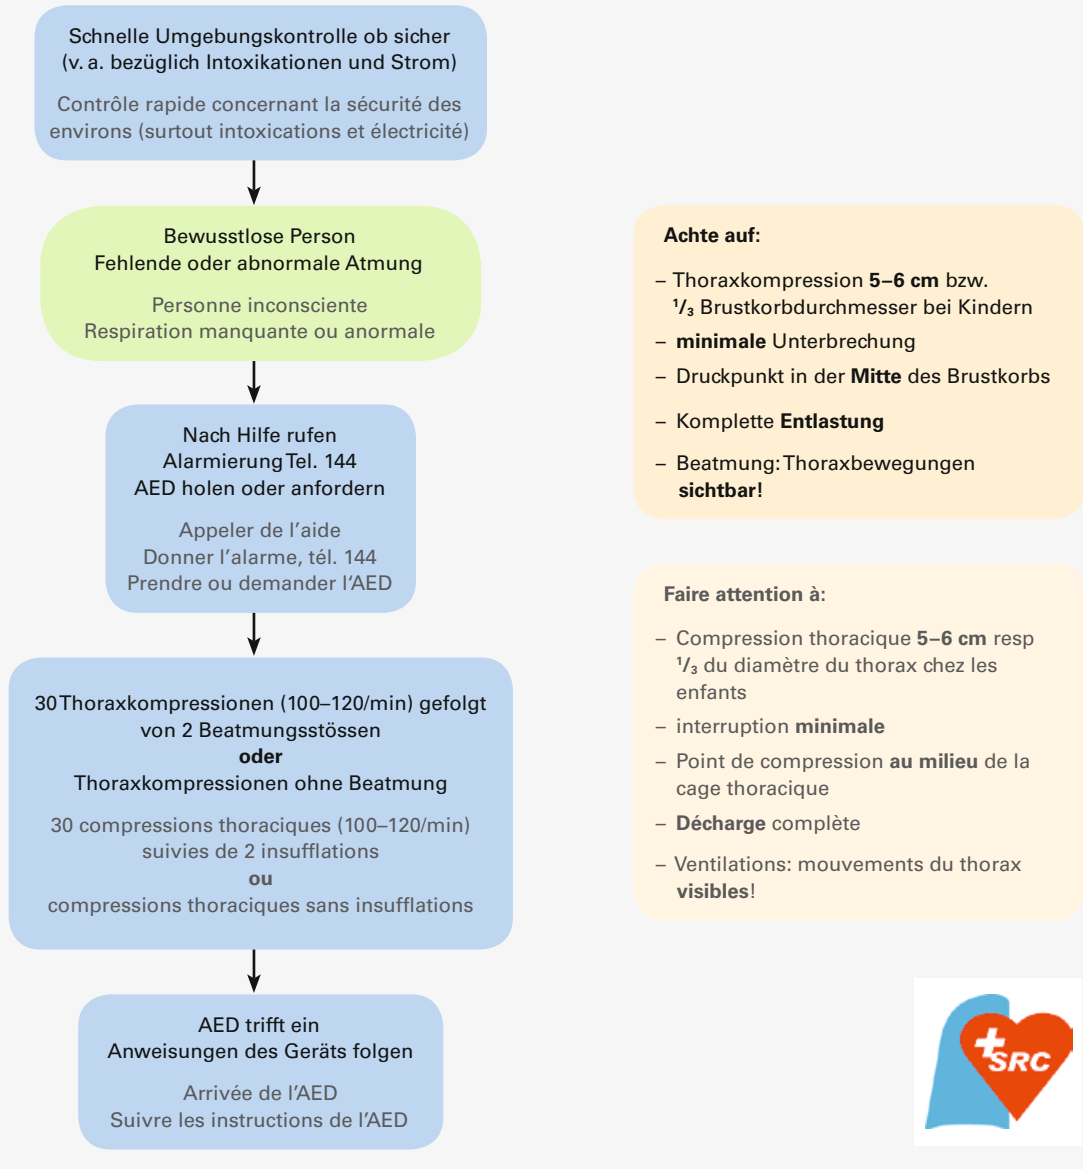 Schnelle Umgebungskontrolle ob sicher
(v. a. bezüglich Intoxikationen und Strom)
Contrôle rapide concernant la sécurité des
environs (surtout intoxications et électricité)
Bewusstlose Person
Fehlende oder abnormale Atmung
Personne inconsciente
Respiration manquante ou anormale
Nach Hilfe rufen
Alarmierung Tel. 144
AED holen oder anfordern
Appeler de l’aide
Donner l’alarme, tél. 144
Prendre ou demander l’AED
30 Thoraxkompressionen (100–120/min) gefolgt
von 2 Beatmungsstössen
oder
Thoraxkompressionen ohne Beatmung
30 compressions thoraciques (100–120/min)
suivies de 2 insufflations
ou
compressions thoraciques sans insufflations
AED trifft ein
Anweisungen des Geräts folgen
Arrivée de l’AED
Suivre les instructions de l’AED
Achte auf:
– Thoraxkompression 5–6 cm bzw.
1/3 Brustkorbdurchmesser bei Kindern
– minimale Unterbrechung
– Druckpunkt in der Mitte des Brustkorbs
– Komplette Entlastung
– Beatmung: Thoraxbewegungen
sichtbar!
Faire attention à:
– Compression thoracique 5–6 cm resp
1/3 du diamètre du thorax chez les
enfants
– interruption minimale
– Point de compression au milieu de la
cage thoracique
– Décharge complète
– Ventilations: mouvements du thorax
visibles!
SRC